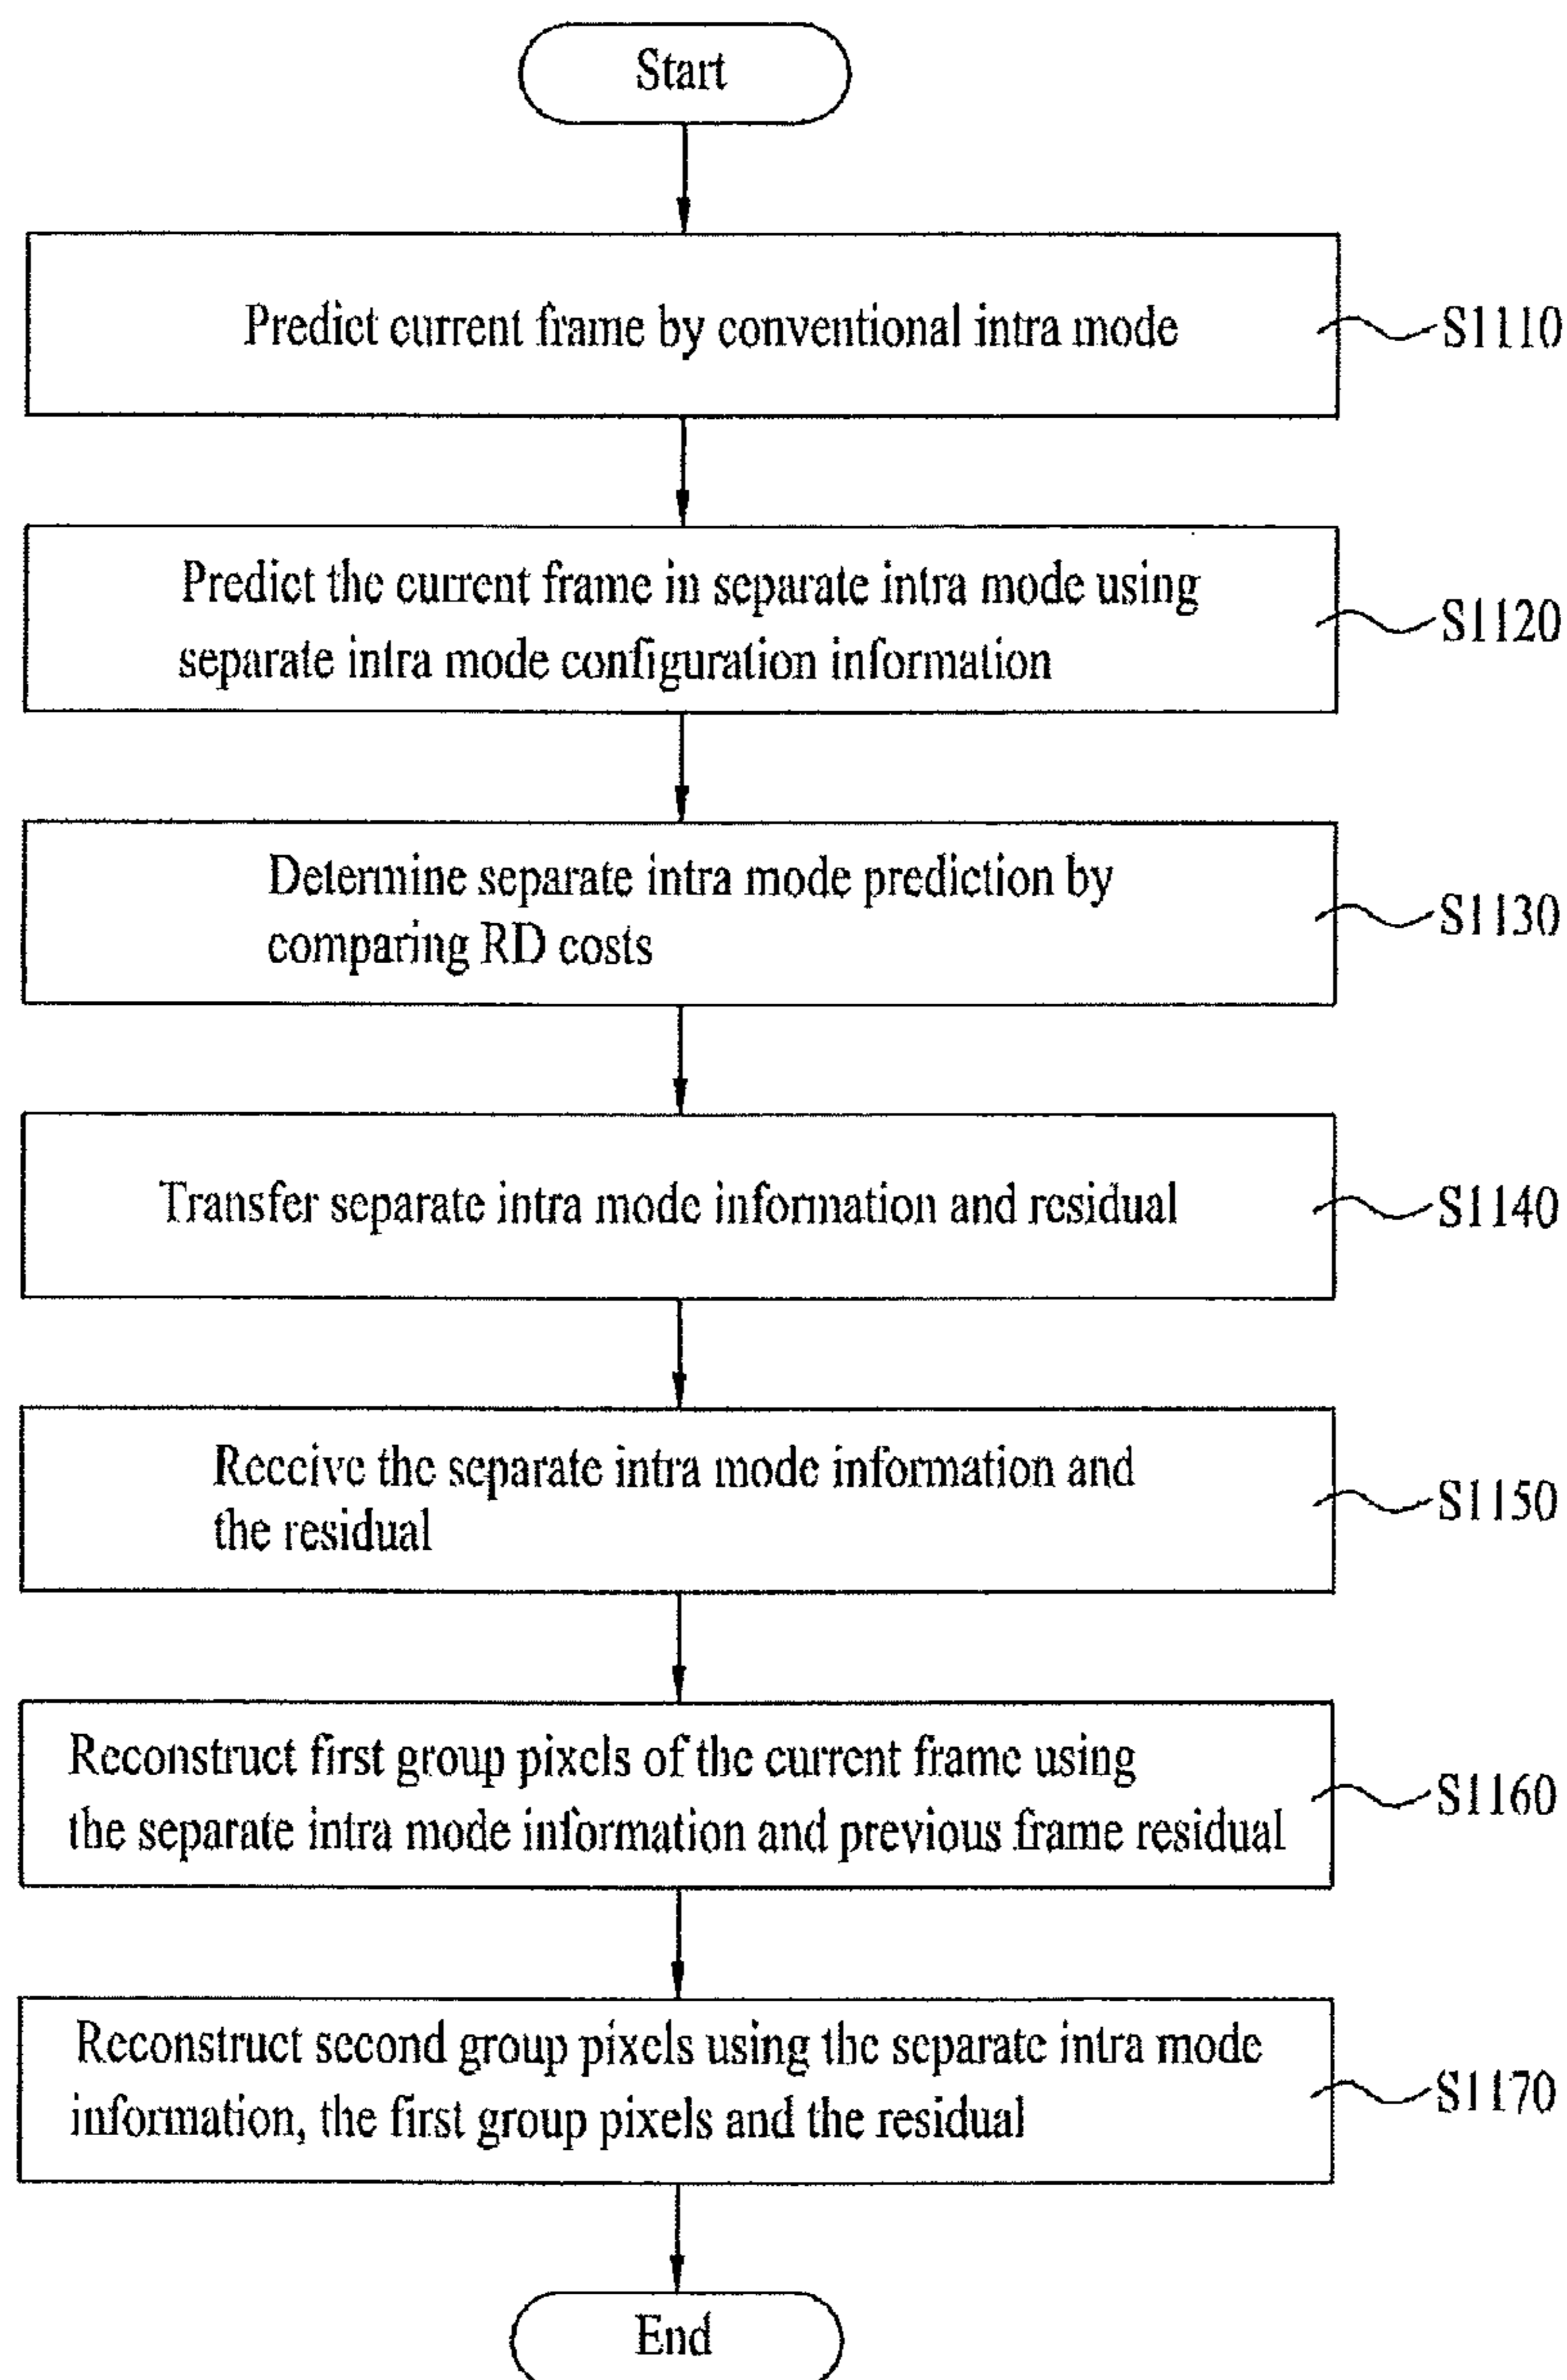 Start
Predict current frame by conventional intra mode
S1110
Predict the current frame in separate intra mode using
separate intra mode configuration information
S1120
Determine separate intra mode prediction by
comparing RD costs
S1130
Transfer separate intra mode information and residual
S1140
Receive the separate intra mode information and
the residual
S1150
Reconstruct first group pixels of the current frame using
the separate intra mode information and previous frame residual
S1160
Reconstruct second group pixels using the separate intra mode
information, the first group pixels and the residual
S1170
End